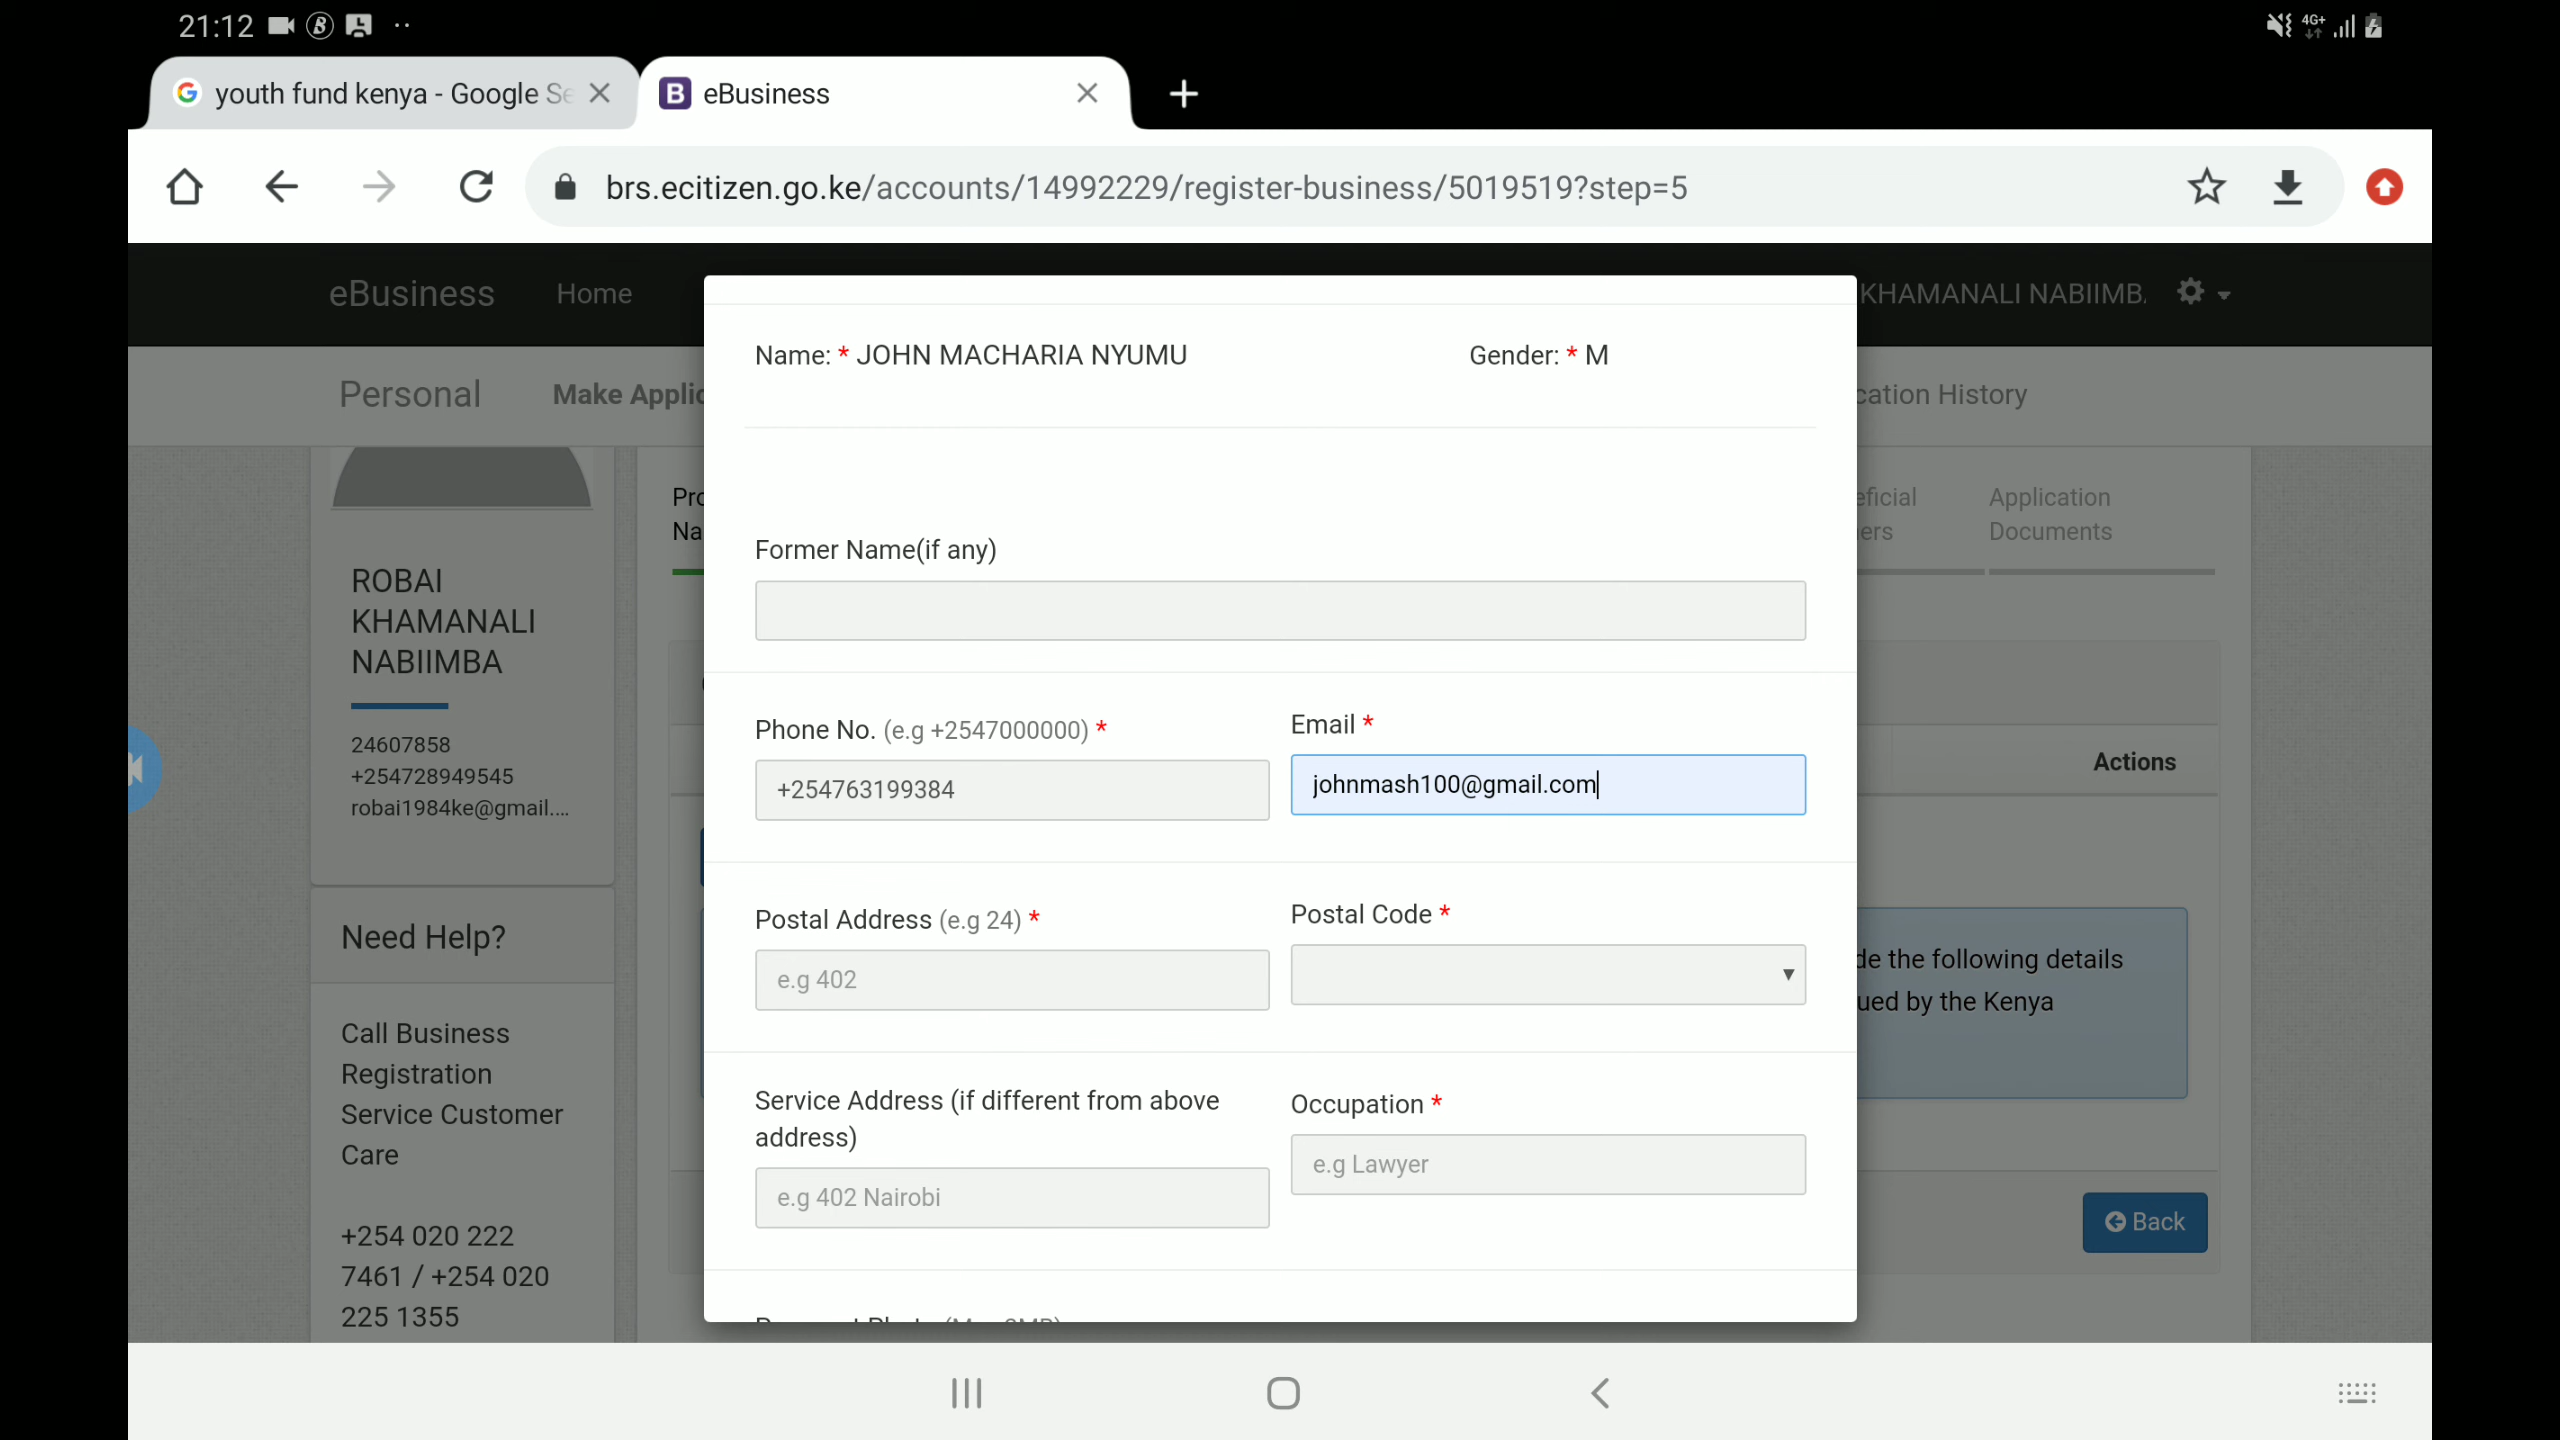 21:12
4G+
youth fund kenya - Google Se
B eBusiness
brs.ecitizen.go.ke/accounts/14992229/register-business/5019519?step=5
eBusiness Home
KHAMANALI NABIIMB
Name: * JOHN MACHARIA NYUMU
Gender: * M
Personal
Make Applic
cation History
Pro
Na
eficial
ers
Application
Documents
Former Name(if any)
ROBAI
KHAMANALI
NABIIMBA
24607858
+254728949545
robai1984ke@gmail....
Phone No. (e.g +2547000000) *
Email *
+254763199384
johnmash100@gmail.com
Actions
Postal Address (e.g 24) *
Postal Code *
e.g 402
Need Help?
de the following details
ued by the Kenya
Call Business
Registration
Service Customer
Care
Service Address (if different from above
address)
Occupation *
e.g 402 Nairobi
e.g Lawyer
Back
+254 020 222
7461 / +254 020
225 1355